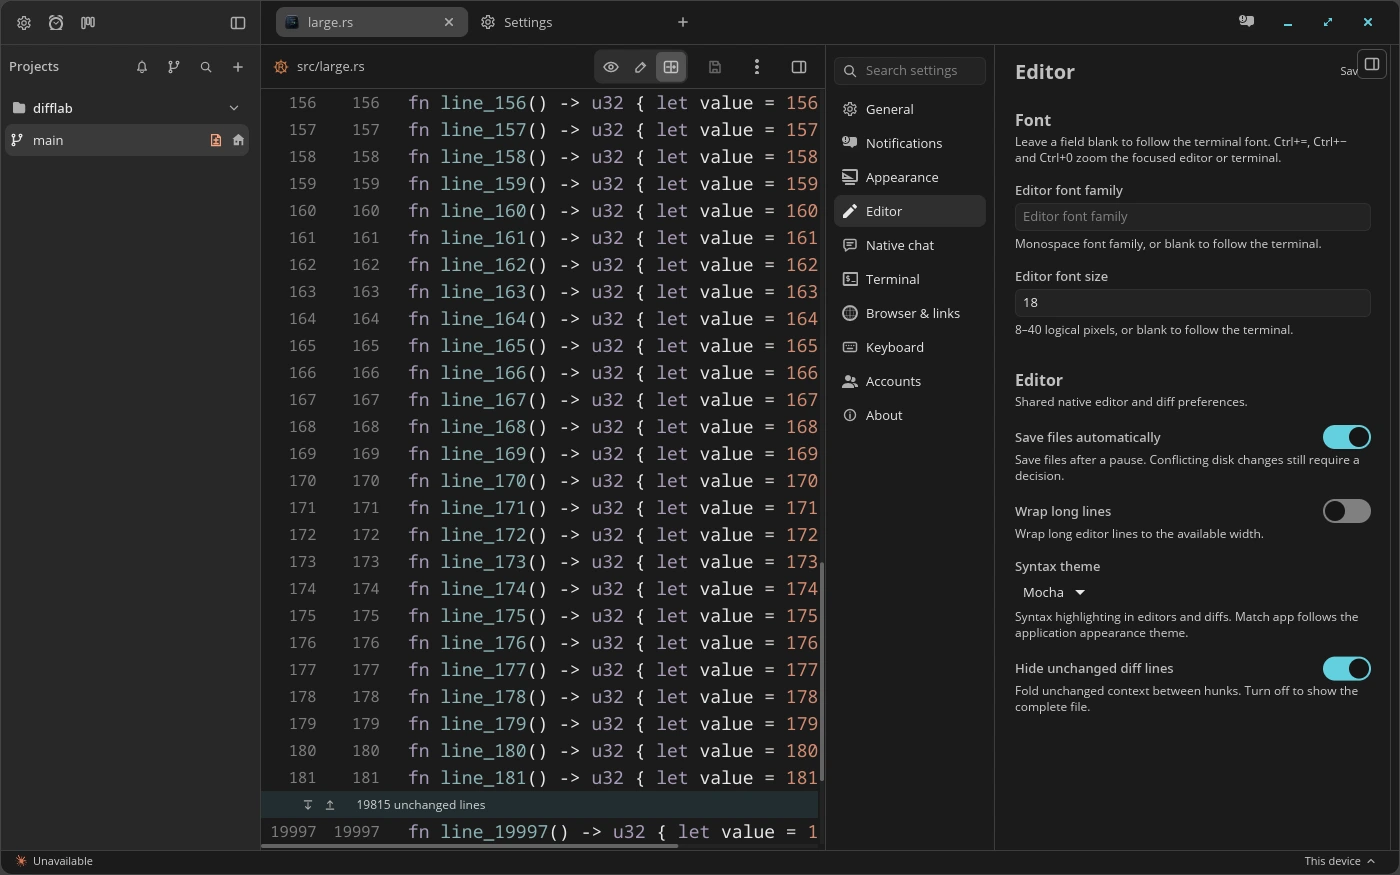 large.rs
Settings
Projects
difflab
main
src/large.rs
156 156 fn line_156() -> u32 { let value = 156
157 157 fn line_157() -> u32 { let value = 157
158 158 fn line_158() -> u32 { let value = 158
159 159 fn line_159() -> u32 { let value = 159
160 160 fn line_160() -> u32 { let value = 160
161 161 fn line_161() -> u32 { let value = 161
162 162 fn line_162() -> u32 { let value = 162
163 163 fn line_163() -> u32 { let value = 163
164 164 fn line_164() -> u32 { let value = 164
165 165 fn line_165() -> u32 { let value = 165
166 166 fn line_166() -> u32 { let value = 166
167 167 fn line_167() -> u32 { let value = 167
168 168 fn line_168() -> u32 { let value = 168
169 169 fn line_169() -> u32 { let value = 169
170 170 fn line_170() -> u32 { let value = 170
171 171 fn line_171() -> u32 { let value = 171
172 172 fn line_172() -> u32 { let value = 172
173 173 fn line_173() -> u32 { let value = 173
174 174 fn line_174() -> u32 { let value = 174
175 175 fn line_175() -> u32 { let value = 175
176 176 fn line_176() -> u32 { let value = 176
177 177 fn line_177() -> u32 { let value = 177
178 178 fn line_178() -> u32 { let value = 178
179 179 fn line_179() -> u32 { let value = 179
180 180 fn line_180() -> u32 { let value = 180
181 181 fn line_181() -> u32 { let value = 181
19815 unchanged lines
19997 19997 fn line_19997() -> u32 { let value = 1
Search settings
General
Notifications
Appearance
Editor
Native chat
Terminal
Browser & links
Keyboard
Accounts
About
Editor
Sav
Font
Leave a field blank to follow the terminal font. Ctrl+=, Ctrl+−
and Ctrl+0 zoom the focused editor or terminal.
Editor font family
Editor font family
Monospace font family, or blank to follow the terminal.
Editor font size
18
8–40 logical pixels, or blank to follow the terminal.
Editor
Shared native editor and diff preferences.
Save files automatically
Save files after a pause. Conflicting disk changes still require a
decision.
Wrap long lines
Wrap long editor lines to the available width.
Syntax theme
Mocha
Syntax highlighting in editors and diffs. Match app follows the
application appearance theme.
Hide unchanged diff lines
Fold unchanged context between hunks. Turn off to show the
complete file.
Unavailable
This device